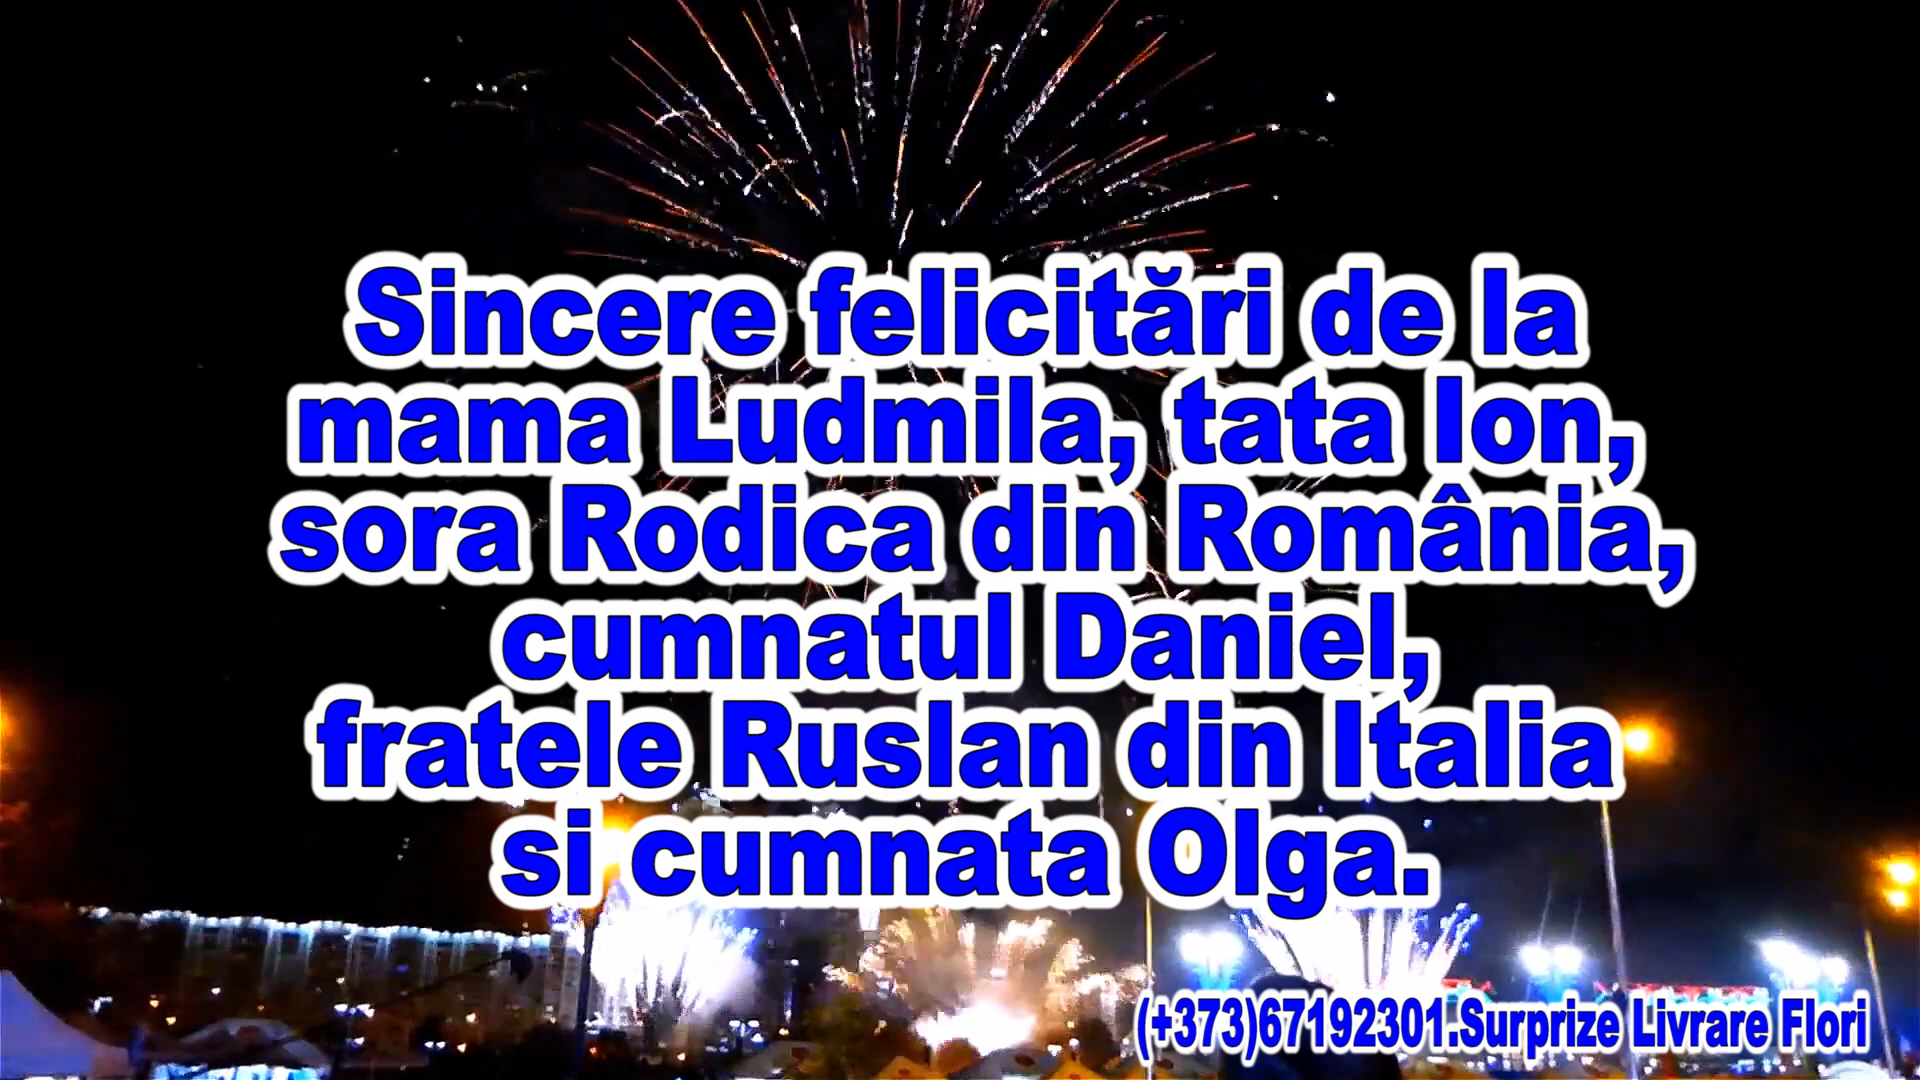 Sincere felicitări de la
mama Ludmila, tata Ion,
sora Rodica din România,
cumnatul Daniel,
fratele Ruslan din Italia
si cumnata Olga.
(+373)67192301.Surprize Livrare Flori